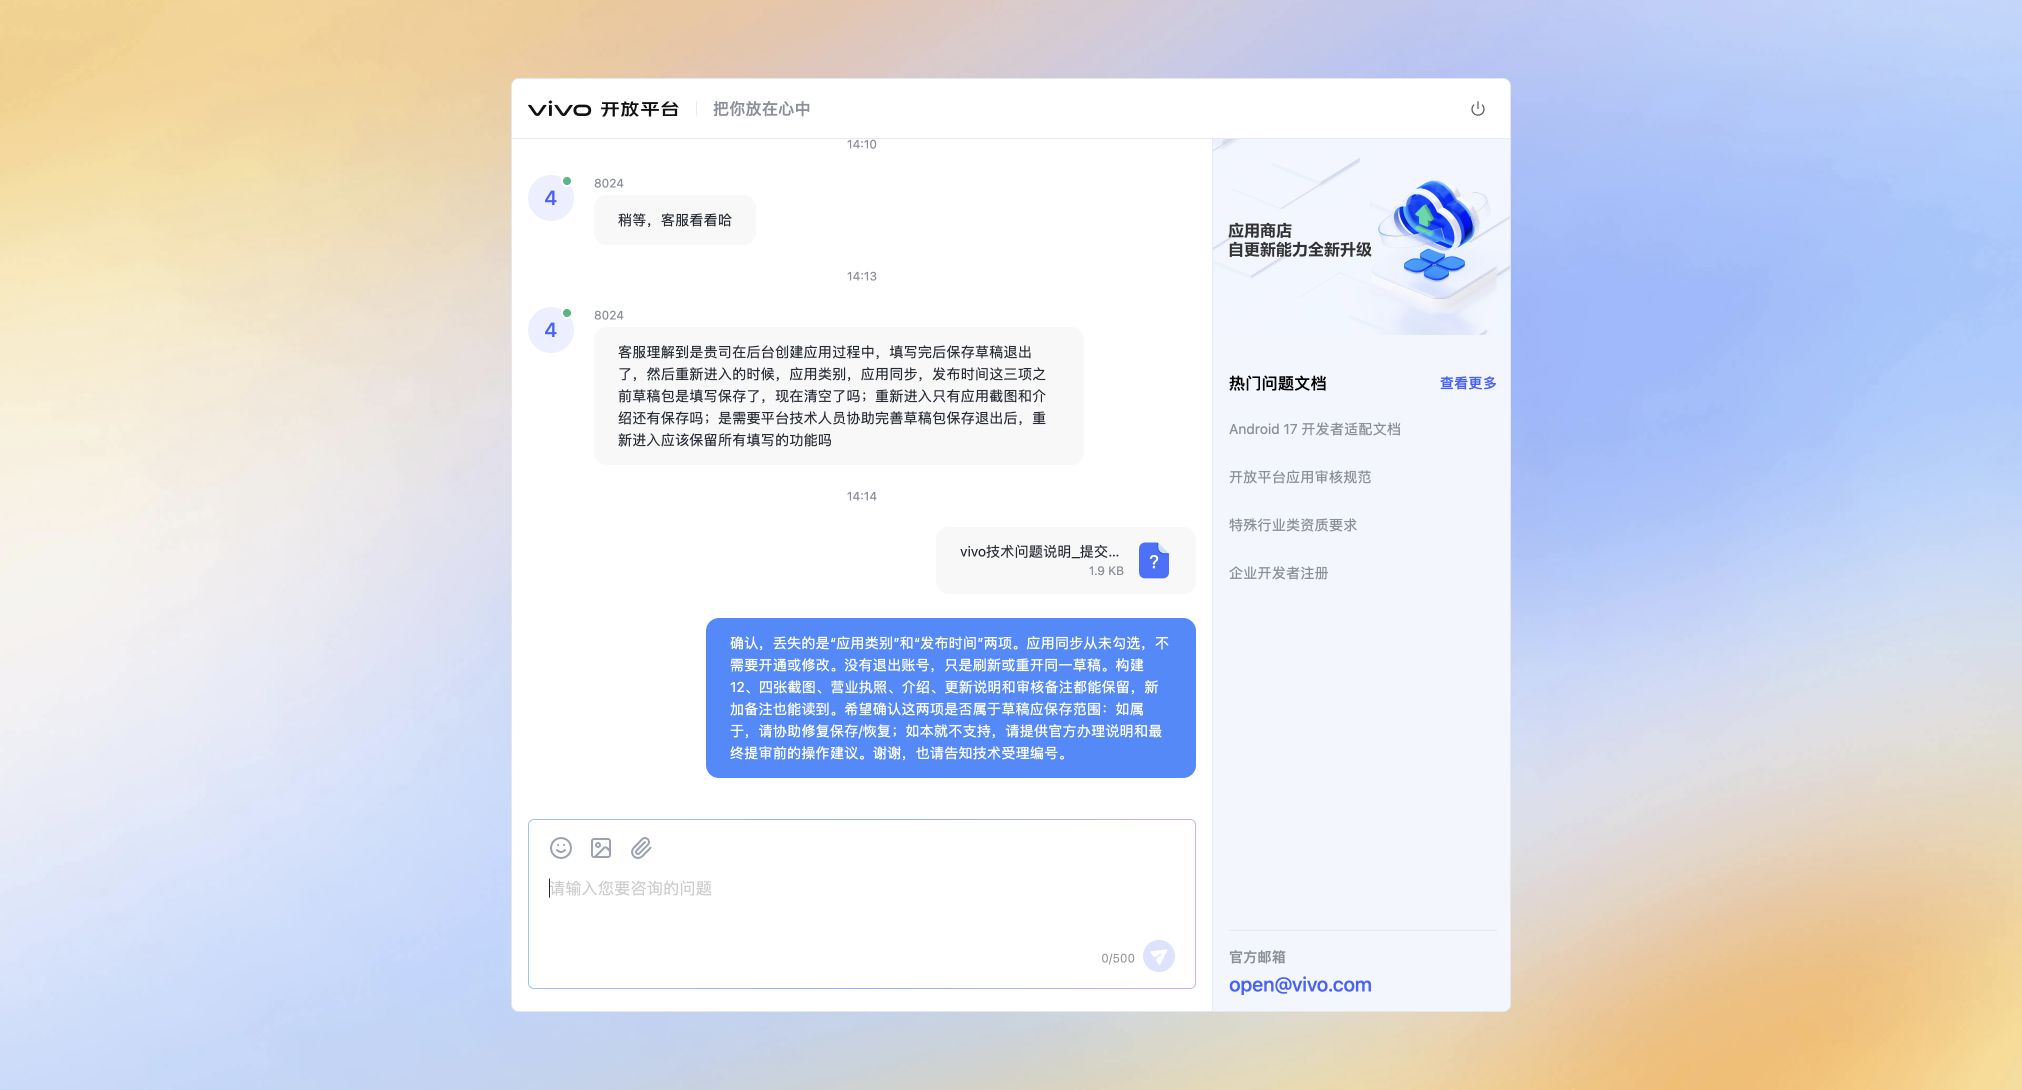 vivo 开放平台
把你放在心中
14:10
4
8024
稍等，客服看看哈
14:13
4
8024
客服理解到是贵司在后台创建应用过程中，填写完后保存草稿退出
了，然后重新进入的时候，应用类别，应用同步，发布时间这三项之
前草稿包是填写保存了，现在清空了吗；重新进入只有应用截图和介
绍还有保存吗；是需要平台技术人员协助完善草稿包保存退出后，重
新进入应该保留所有填写的功能吗
14:14
vivo技术问题说明_提交...
1.9 KB
?
确认，丢失的是“应用类别”和“发布时间”两项。应用同步从未勾选，不
需要开通或修改。没有退出账号，只是刷新或重开同一草稿。构建
12、四张截图、营业执照、介绍、更新说明和审核备注都能保留，新
加备注也能读到。希望确认这两项是否属于草稿应保存范围：如属
于，请协助修复保存/恢复；如本就不支持，请提供官方办理说明和最
终提审前的操作建议。谢谢，也请告知技术受理编号。
请输入您要咨询的问题
0/500
应用商店
自更新能力全新升级
热门问题文档
查看更多
Android 17 开发者适配文档
开放平台应用审核规范
特殊行业类资质要求
企业开发者注册
官方邮箱
open@vivo.com